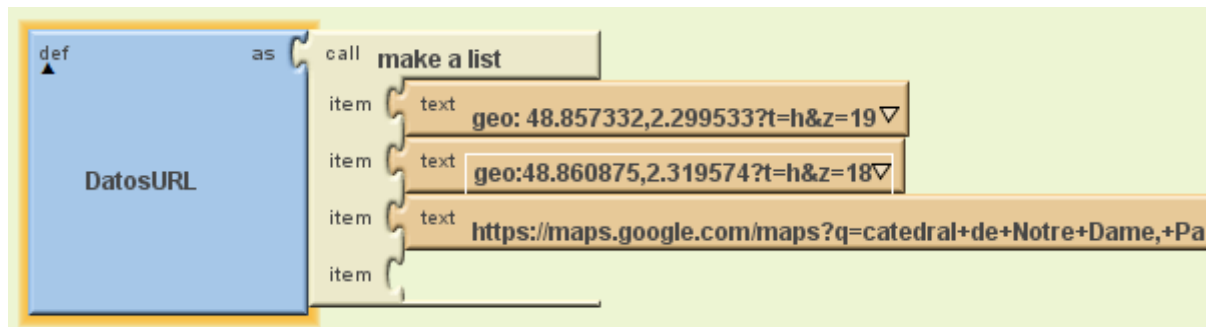 def as call make a list
item text geo: 48.857332,2.299533?t=h&z=19
item text geo:48.860875,2.319574?t=h&z=18
DatosURL
item text https://maps.google.com/maps?q=catedral+de+Notre+Dame,+Pa
item